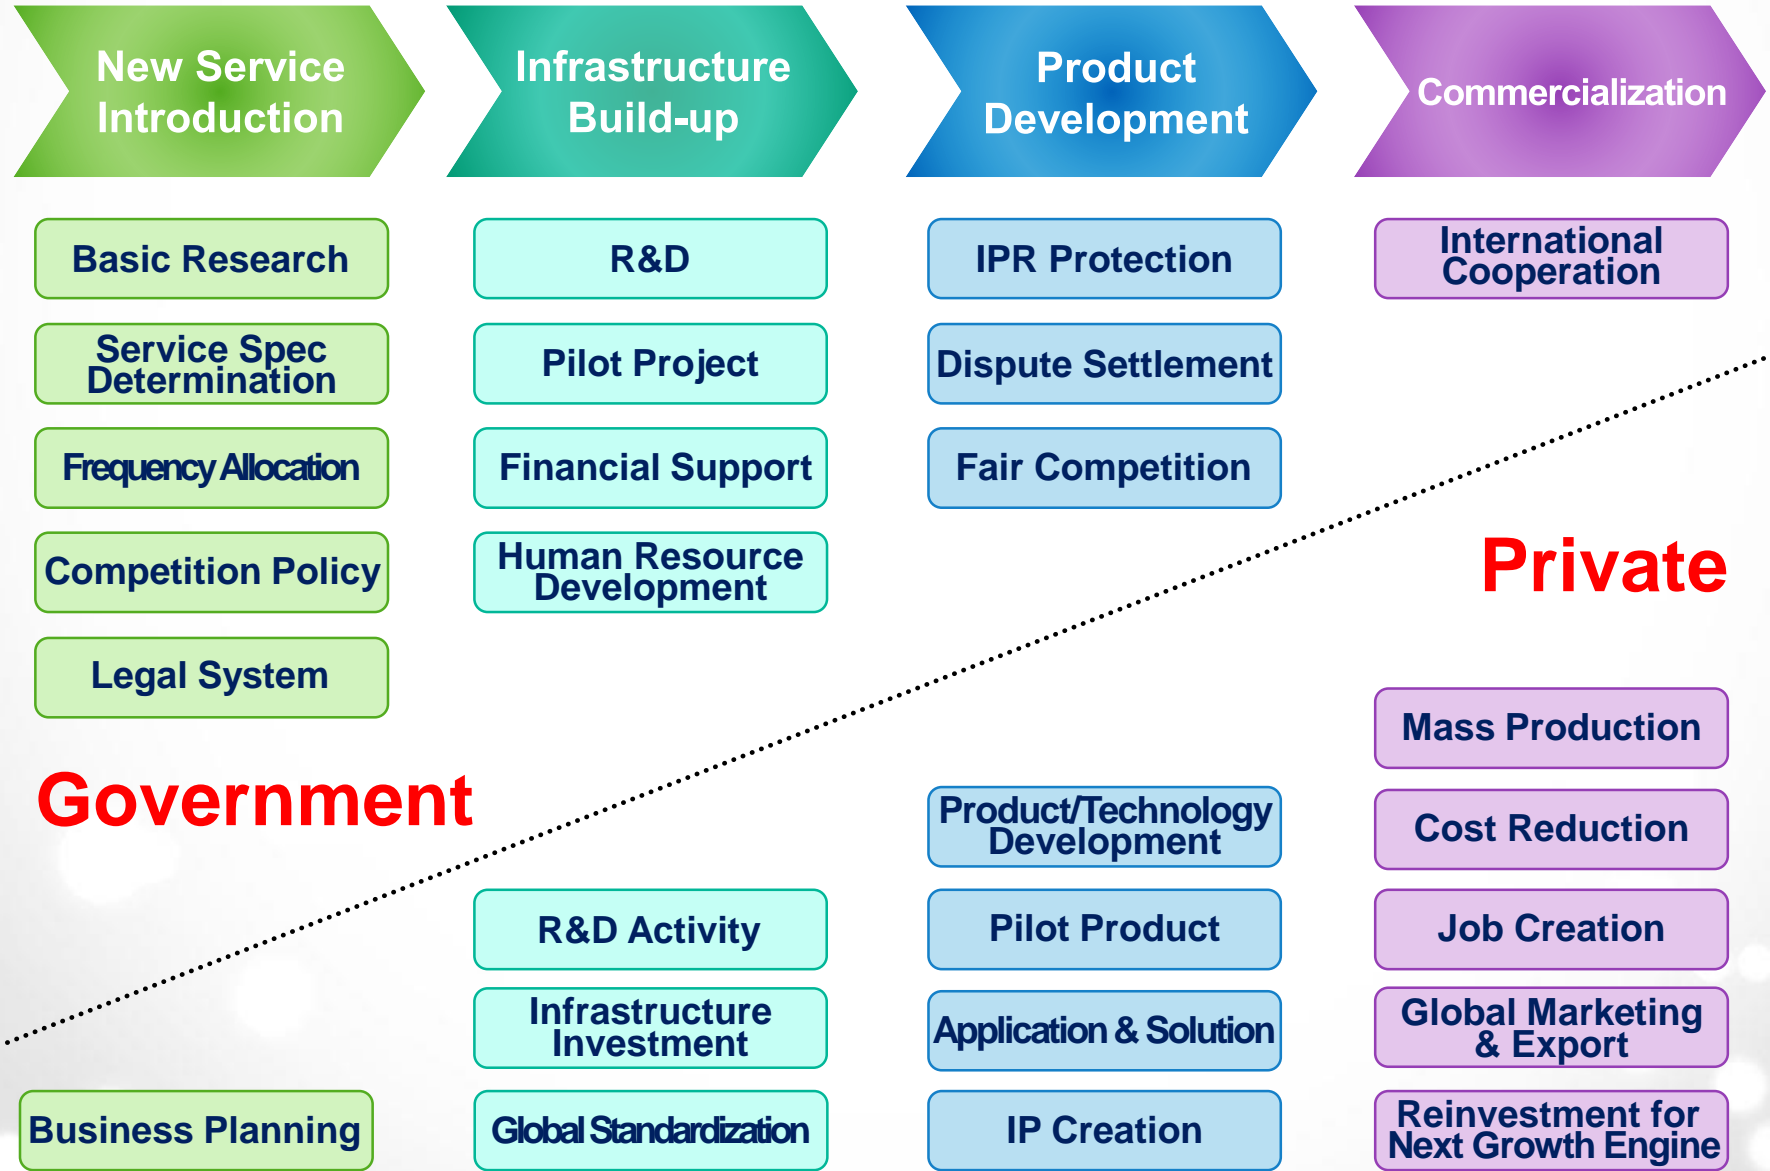 New Service
Introduction
Infrastructure
Build-up
Product
Development
Commercialization
Basic Research
Service Spec
Determination
Frequency Allocation
Competition Policy
Legal System
R&D
Pilot Project
Financial Support
Human Resource
Development
IPR Protection
Dispute Settlement
Fair Competition
International
Cooperation
Government
Private
Business Planning
R&D Activity
Infrastructure
Investment
Global Standardization
Product/Technology
Development
Pilot Product
Application & Solution
IP Creation
Mass Production
Cost Reduction
Job Creation
Global Marketing
& Export
Reinvestment for
Next Growth Engine